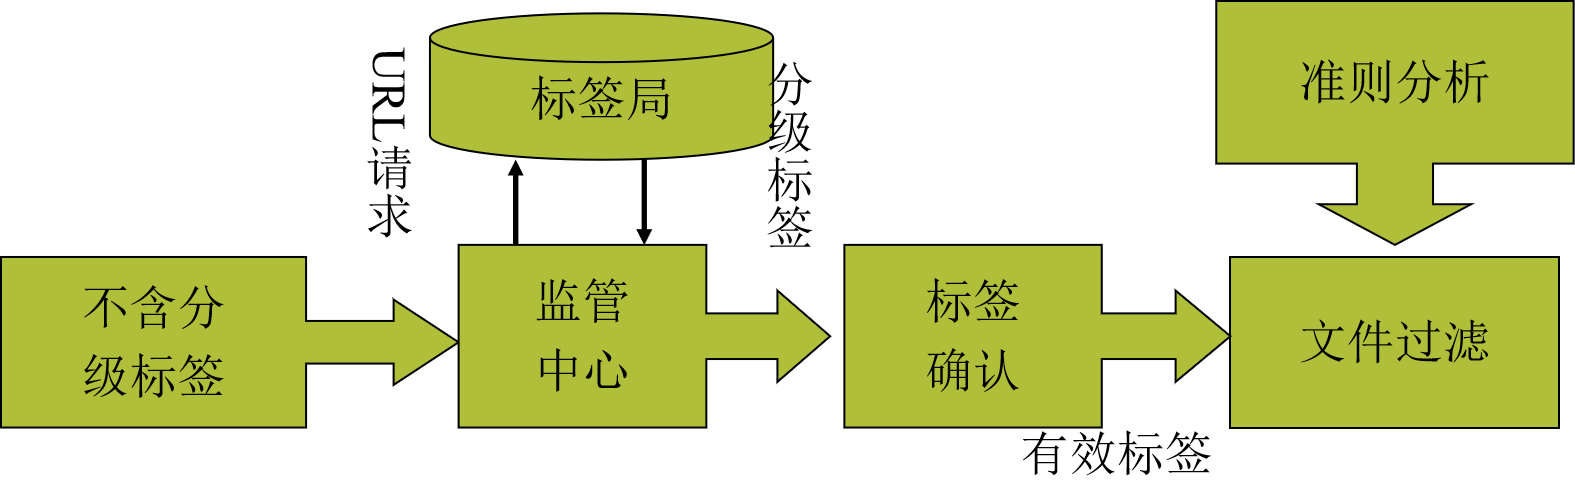 URL请求
标签局
分级标签
准则分析
不含分
级标签
监管
中心
标签
确认
有效标签
文件过滤